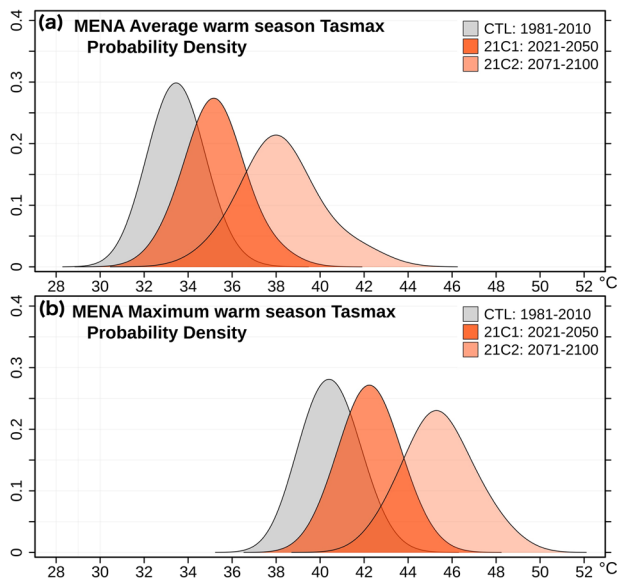 (a) MENA Average warm season Tasmax
Probability Density
CTL: 1981-2010
21C1: 2021-2050
21C2: 2071-2100
0.4
0.3
0.2
0.1
0
28 30 32 34 36 38 40 42 44 46 48 50 52 °C
(b) MENA Maximum warm season Tasmax
Probability Density
CTL: 1981-2010
21C1: 2021-2050
21C2: 2071-2100
0.4
0.3
0.2
0.1
0
28 30 32 34 36 38 40 42 44 46 48 50 52 °C